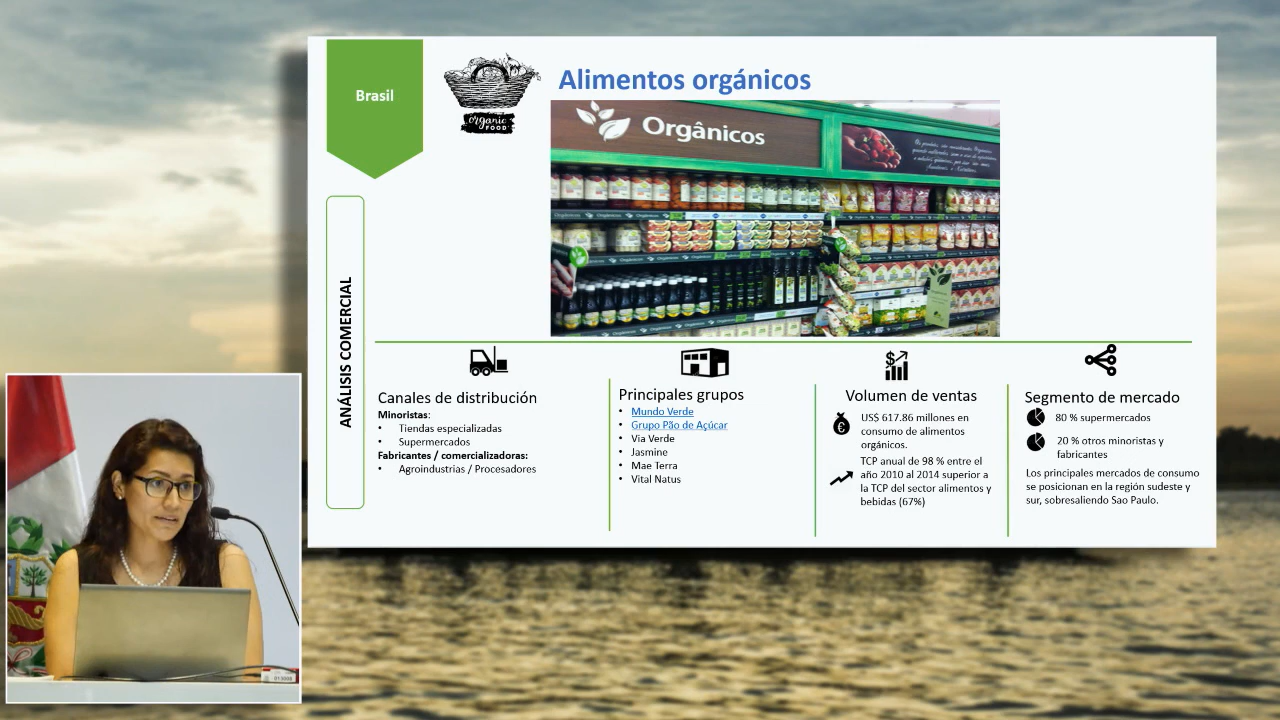 Brasil
organic
FOOD
Alimentos orgánicos
Orgânicos
ANÁLISIS COMERCIAL
Canales de distribución
Minoristas:
• Tiendas especializadas
• Supermercados
Fabricantes / comercializadoras:
• Agroindustrias / Procesadores
Principales grupos
• Mundo Verde
• Grupo Pão de Açúcar
• Via Verde
• Jasmine
• Mae Terra
• Vital Natus
Volumen de ventas
US$ 617.86 millones en
consumo de alimentos
orgánicos.
TCP anual de 98 % entre el
año 2010 al 2014 superior a
la TCP del sector alimentos y
bebidas (67%)
Segmento de mercado
80 % supermercados
20 % otros minoristas y
fabricantes
Los principales mercados de consumo
se posicionan en la región sudeste y
sur, sobresaliendo Sao Paulo.